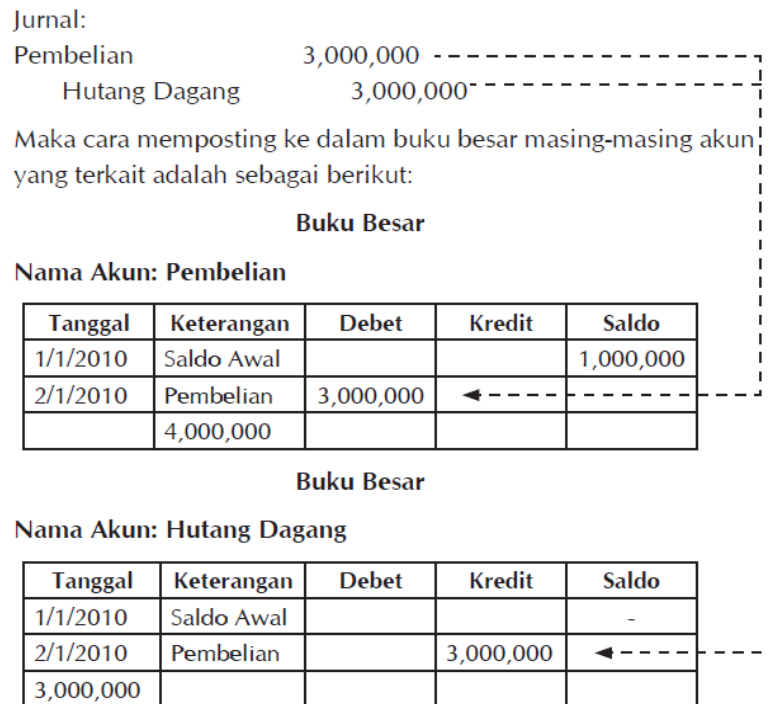 Jurnal:
Pembelian 3,000,000
Hutang Dagang 3,000,000
Maka cara memposting ke dalam buku besar masing-masing akun
yang terkait adalah sebagai berikut:
Buku Besar
Nama Akun: Pembelian
Tanggal Keterangan Debet Kredit Saldo
1/1/2010 Saldo Awal 1,000,000
2/1/2010 Pembelian 3,000,000
4,000,000
Buku Besar
Nama Akun: Hutang Dagang
Tanggal Keterangan Debet Kredit Saldo
1/1/2010 Saldo Awal -
2/1/2010 Pembelian 3,000,000
3,000,000